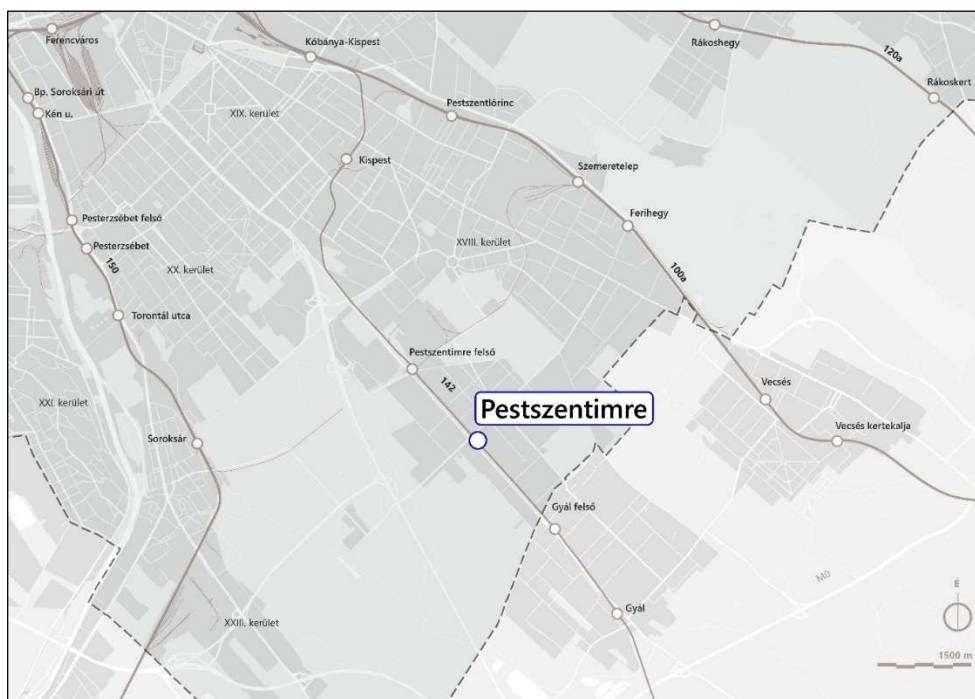 Ferencváros
Kőbánya-Kispest
Rákoshegy
120a
Rákoskert
Bp. Soroksári út
Kén u.
XIX. kerület
Pestszentlőrinc
Kispest
Szemeretelep
Pesterzsébet felső
Ferihegy
Pesterzsébet
XVIII. kerület
150
XX. kerület
100a
Torontál utca
Pestszentimre felső
142
XXI. kerület
Pestszentimre
Vecsés
Vecsés kertekalja
Soroksár
Gyál felső
M0
É
Gyál
XXIII. kerület
1500 m